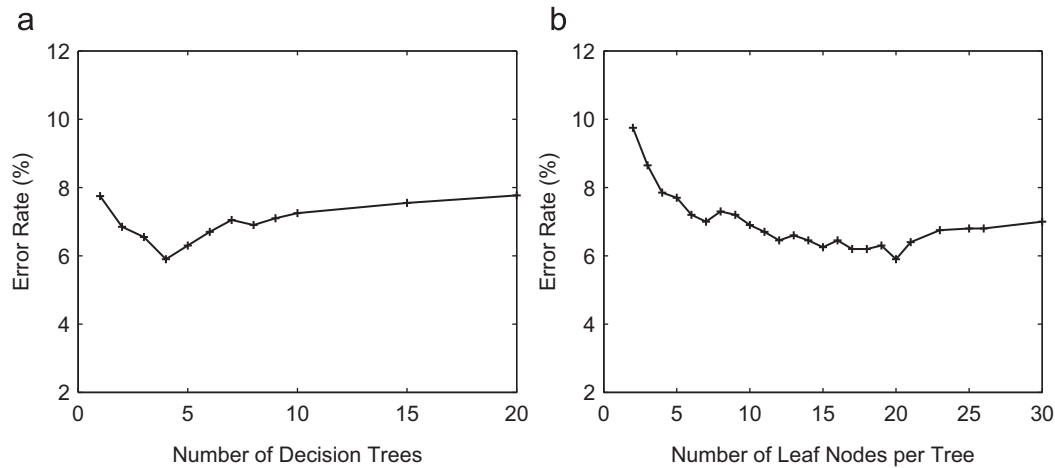 a
12
10
8
6
4
2
Error Rate (%)
0 5 10 15 20
Number of Decision Trees
b
12
10
8
6
4
2
Error Rate (%)
0 5 10 15 20 25 30
Number of Leaf Nodes per Tree